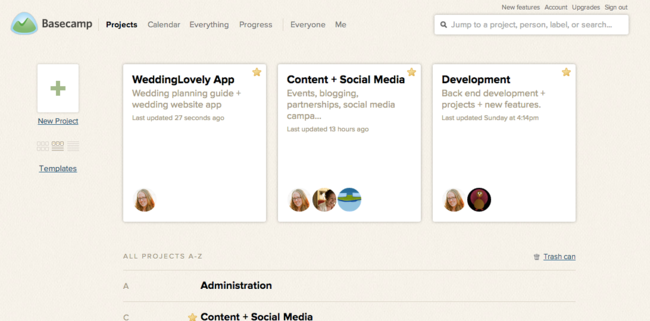 New features Account Upgrades Sign out
Basecamp
Projects Calendar Everything Progress Everyone Me
Jump to a project, person, label, or search...
New Project
Templates
WeddingLovely App
Wedding planning guide +
wedding website app
Last updated 27 seconds ago
Content + Social Media
Events, blogging,
partnerships, social media
campa...
Last updated 13 hours ago
Development
Back end development +
projects + new features.
Last updated Sunday at 4:14pm
ALL PROJECTS A-Z
Trash can
A Administration
C Content + Social Media